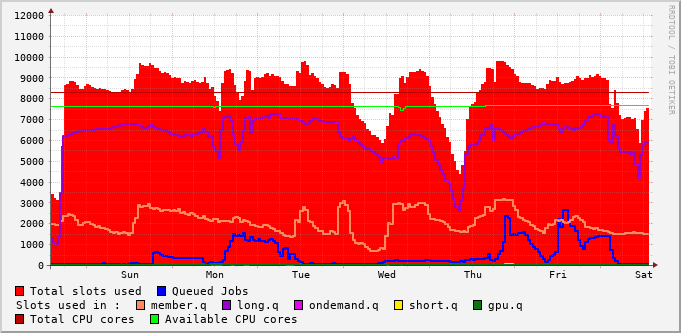 12000
11000
10000
9000
8000
7000
6000
5000
4000
3000
2000
1000
0
Sun Mon Tue Wed Thu Fri Sat
Total slots used Queued Jobs
Slots used in : member.q long.q ondemand.q short.q gpu.q
Total CPU cores Available CPU cores
RRDTOOL / TOBI OETIKER